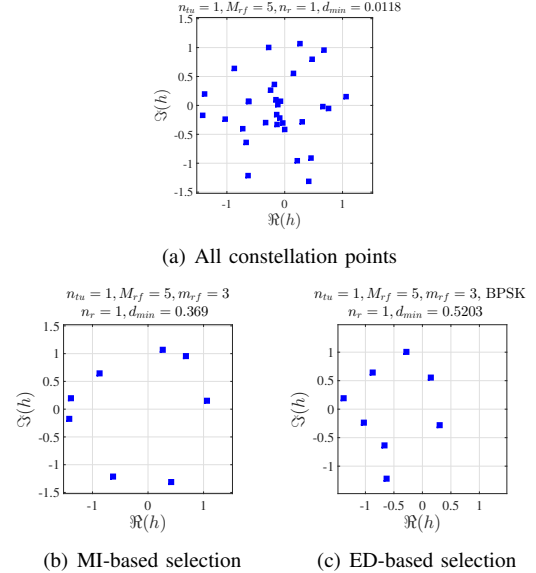 n_{tu} = 1, M_{rf} = 5, n_r = 1, d_{min} = 0.0118
1.5
1
0.5
0
-0.5
-1
-1.5
ℑ(h)
-1 0 1
ℜ(h)
(a) All constellation points
n_{tu} = 1, M_{rf} = 5, m_{rf} = 3
n_r = 1, d_{min} = 0.369
1.5
1
0.5
0
-0.5
-1
-1.5
ℑ(h)
-1 0 1
ℜ(h)
(b) MI-based selection
n_{tu} = 1, M_{rf} = 5, m_{rf} = 3, BPSK
n_r = 1, d_{min} = 0.5203
1
0.5
0
-0.5
-1
ℑ(h)
-1 -0.5 0 0.5 1
ℜ(h)
(c) ED-based selection